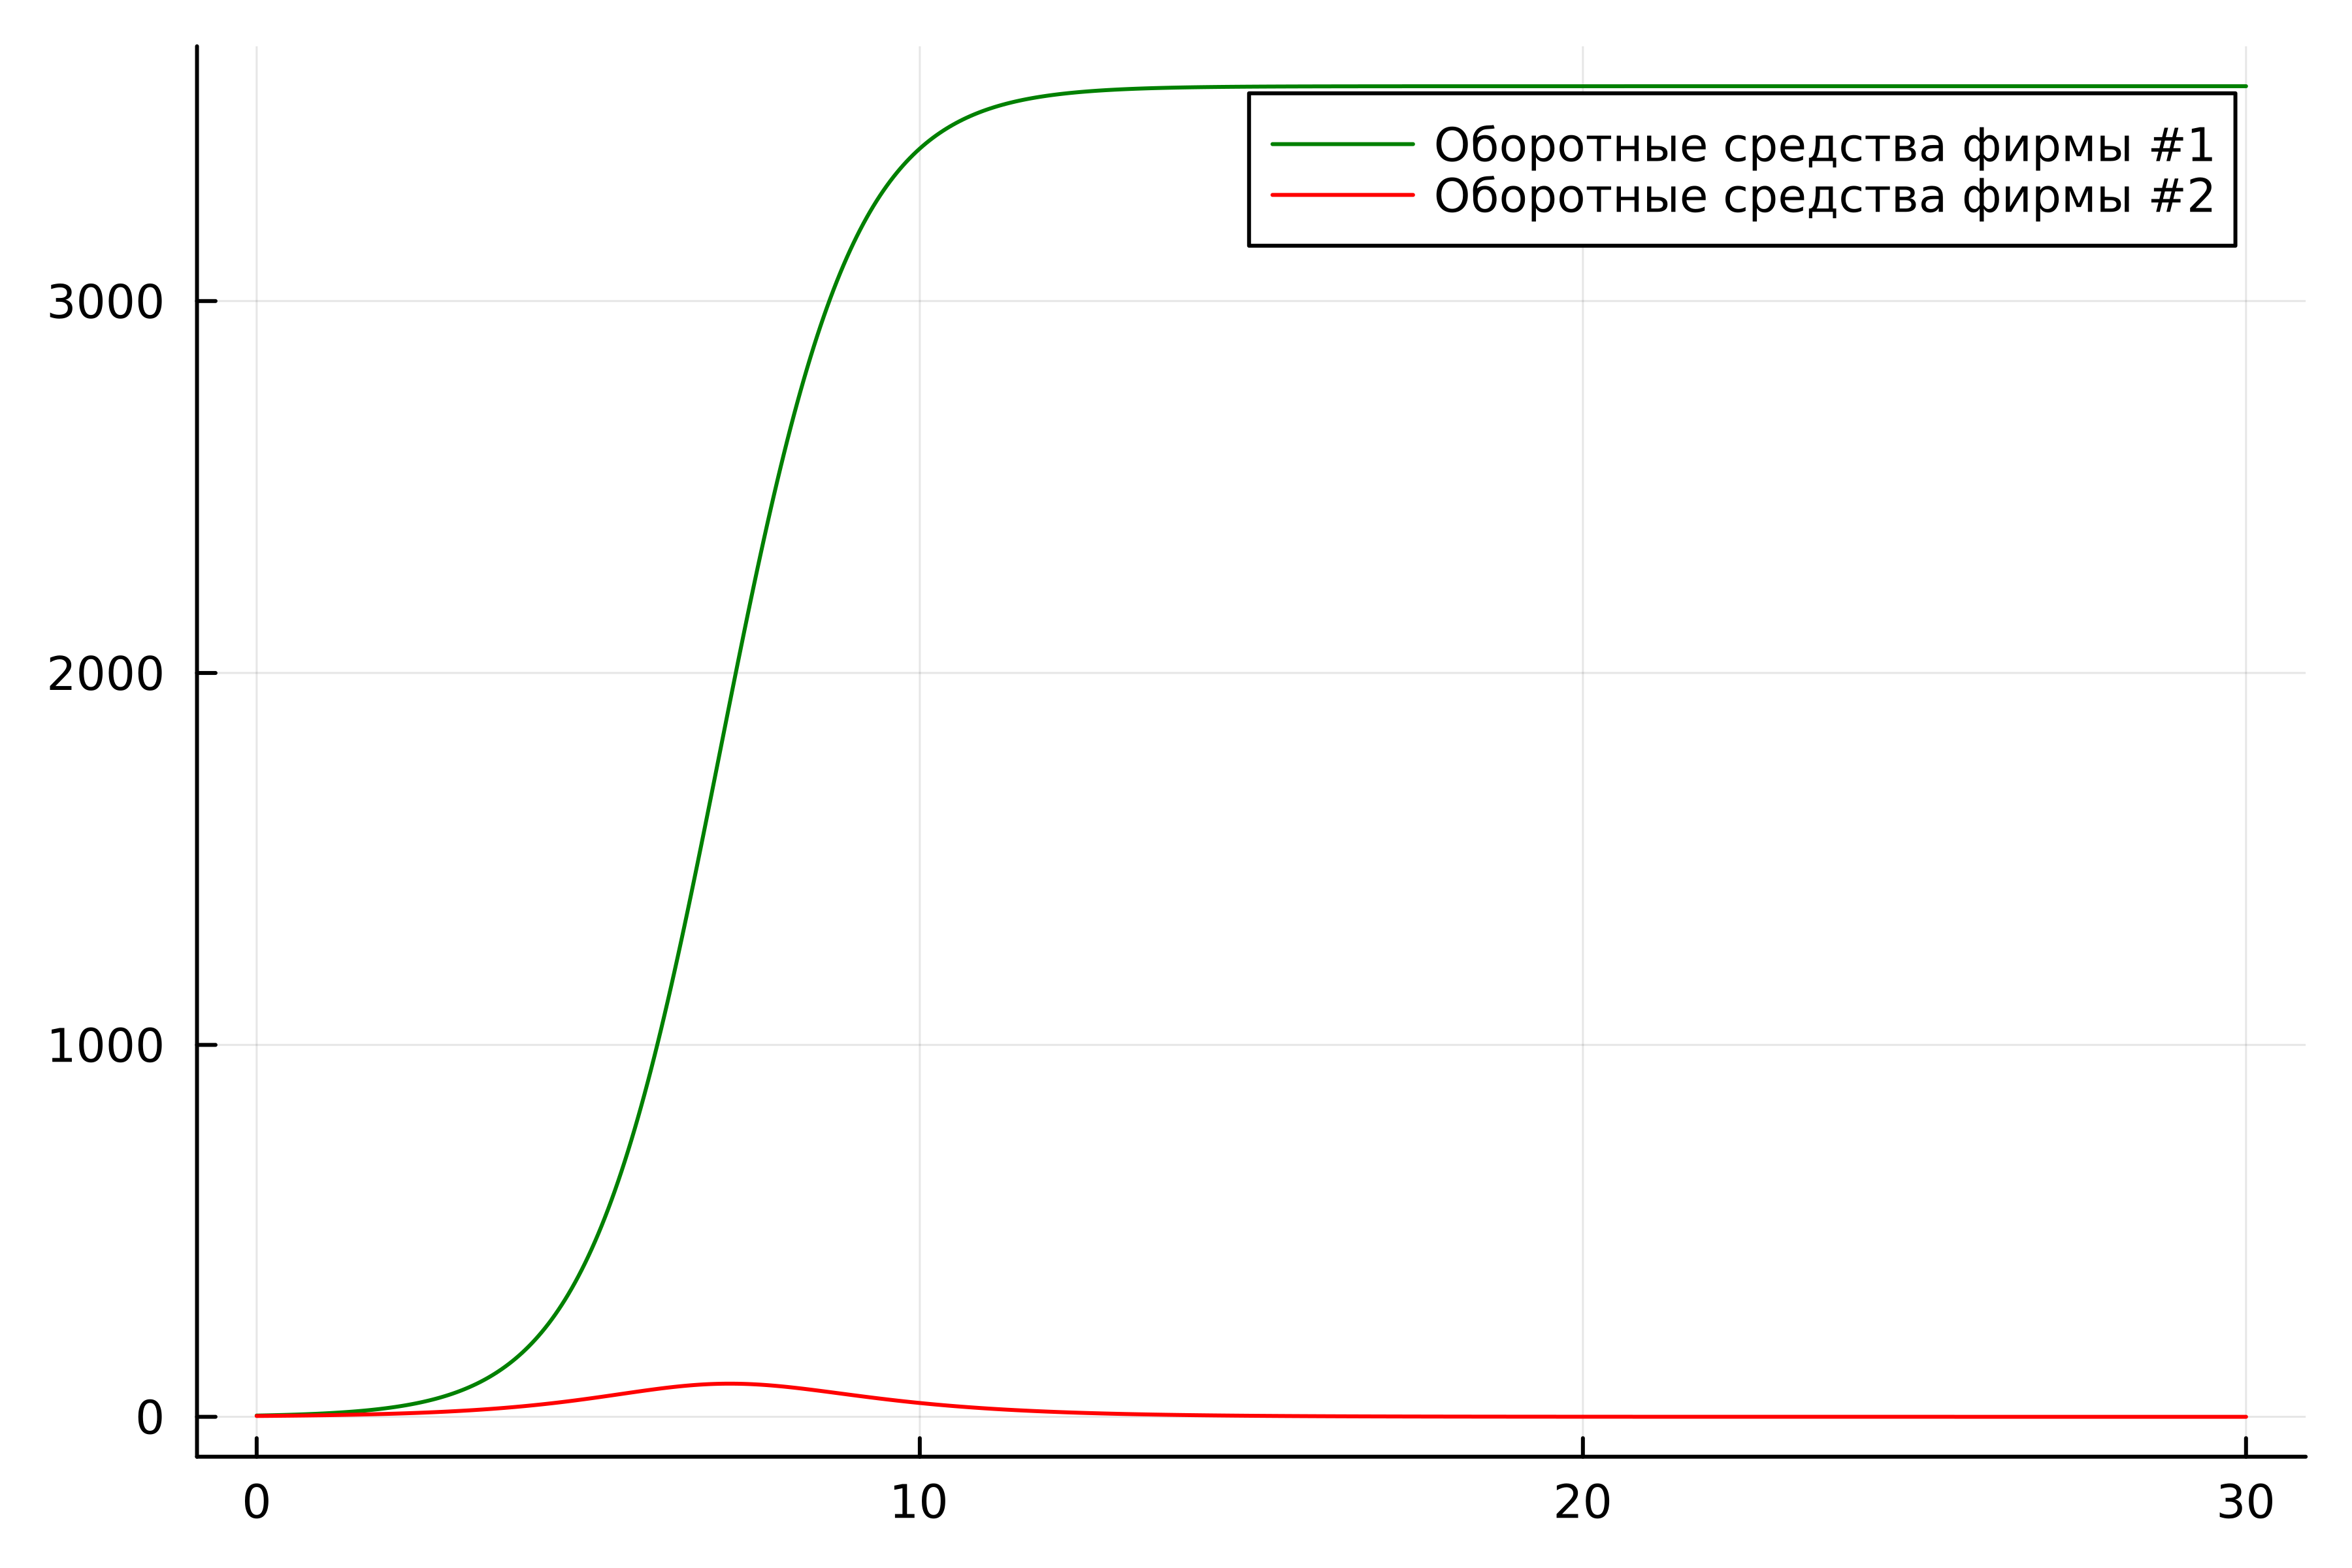 Оборотные средства фирмы #1
Оборотные средства фирмы #2
3000
2000
1000
0
0 10 20 30